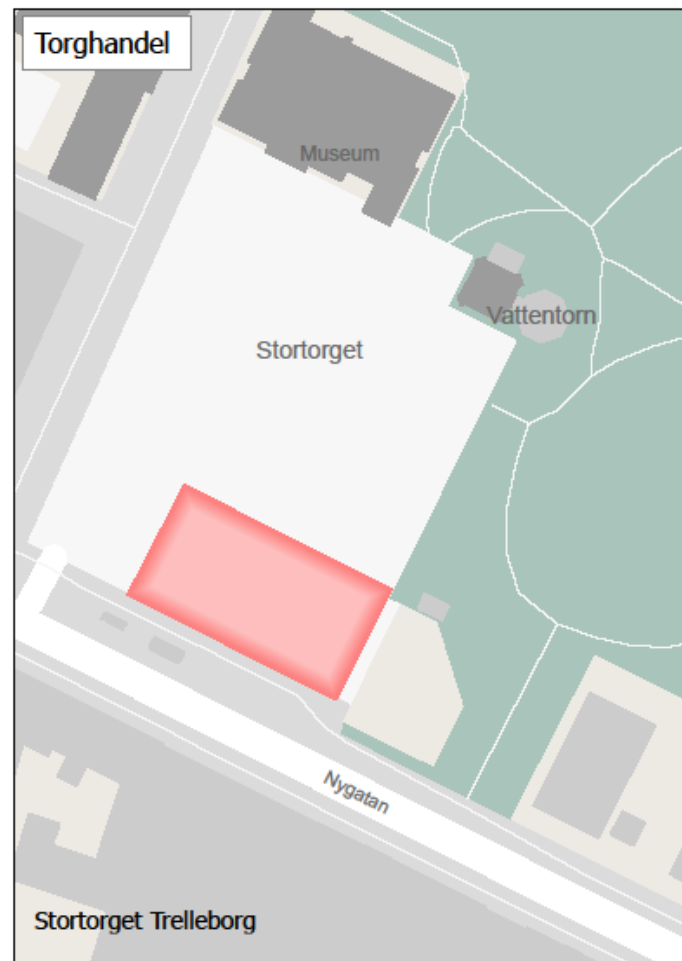 Torghandel
Museum
Vattentorn
Stortorget
Nygatan
Stortorget Trelleborg